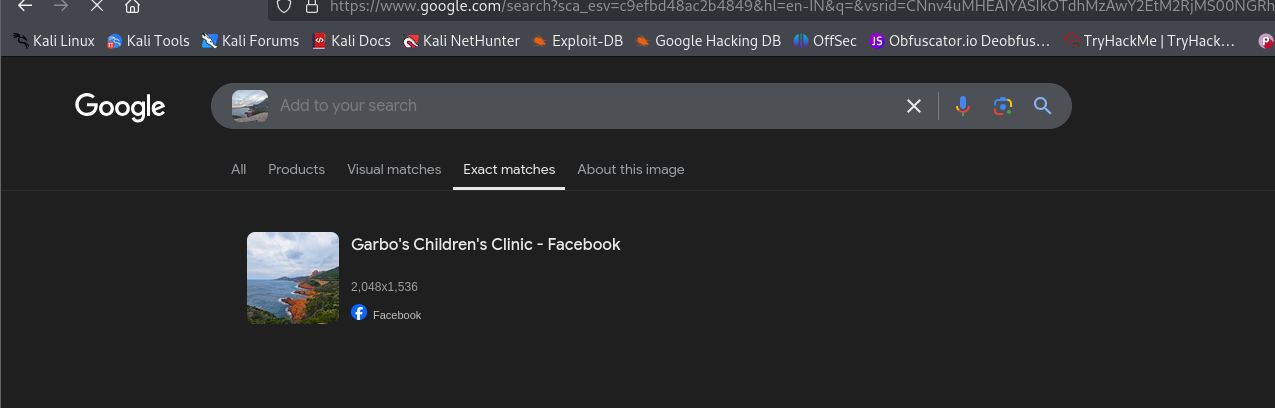 https://www.google.com/search?sca_esv=c9efbd48ac2b4849&hl=en-IN&q=&vsrid=CNnv4uMHEAIYASIkOTdhMzAwY2EtM2RjMS00NGRh
Kali Linux Kali Tools Kali Forums Kali Docs Kali NetHunter Exploit-DB Google Hacking DB OffSec JS Obfuscator.io Deobfus… TryHackMe | TryHack…
Google Add to your search
All Products Visual matches Exact matches About this image
Garbo's Children's Clinic - Facebook
2,048x1,536
Facebook